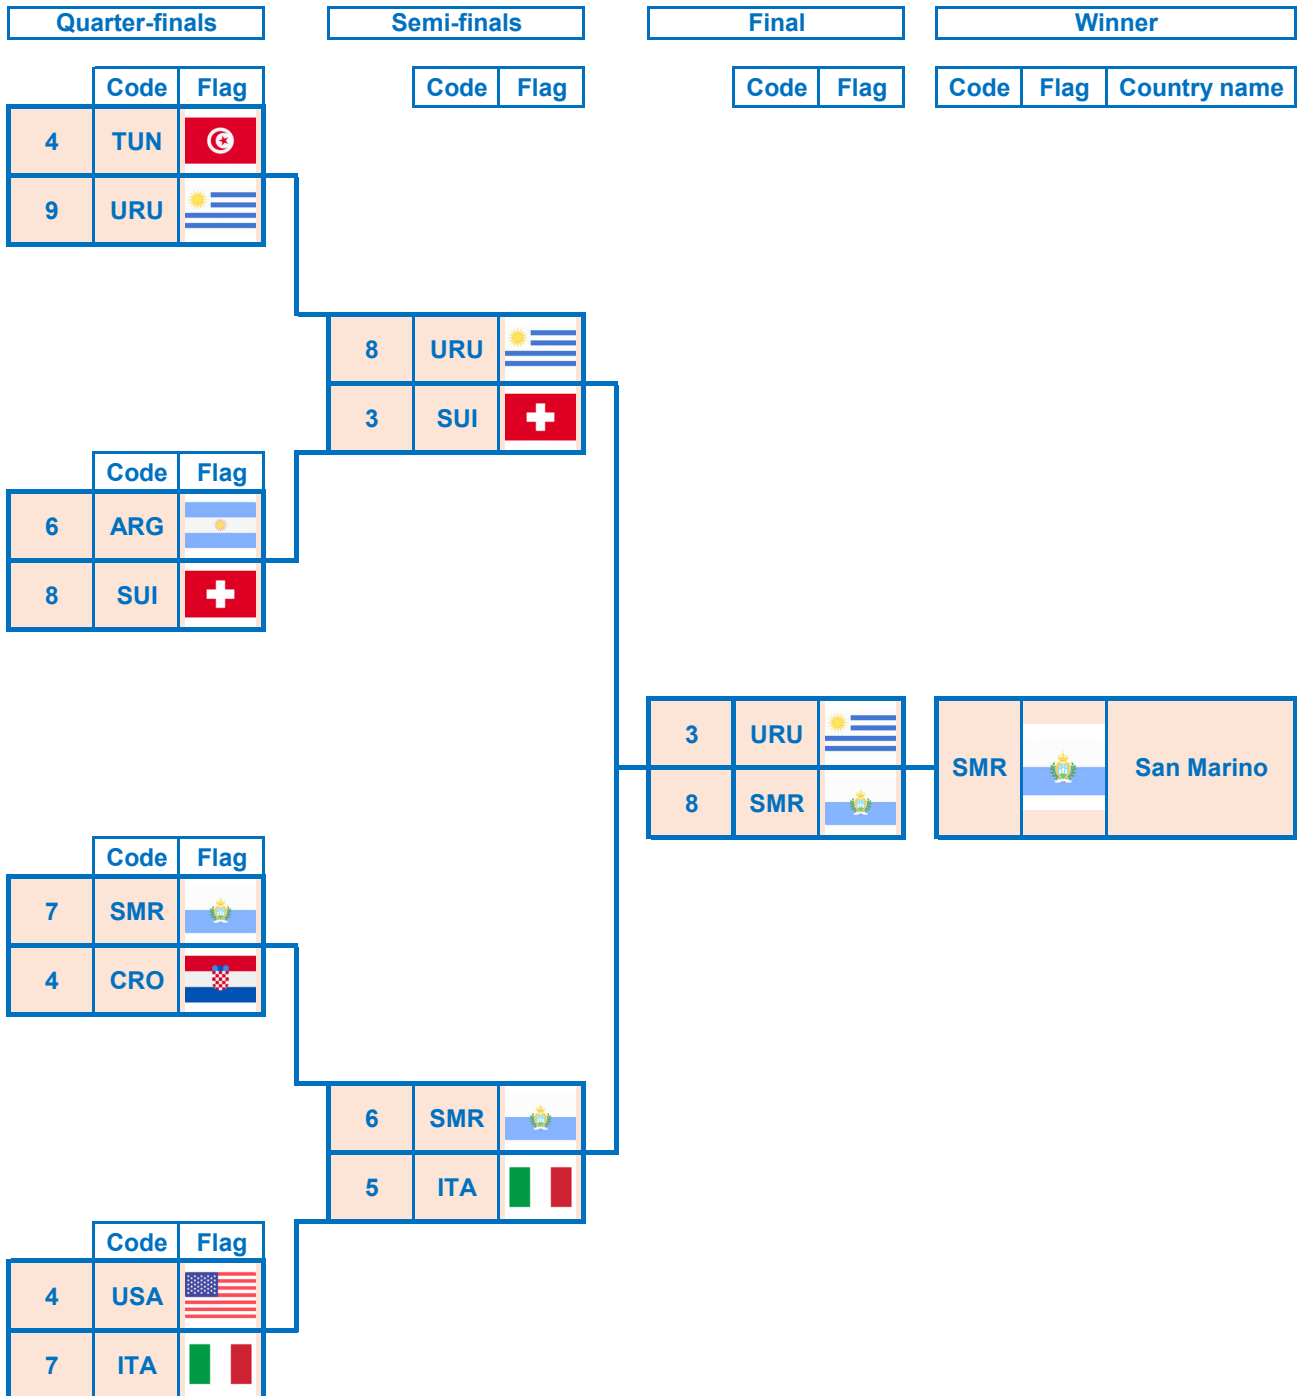 Quarter-finals Semi-finals Final Winner
Code Flag Code Flag Code Flag Code Flag Country name
4 TUN
9 URU
8 URU
3 SUI
Code Flag
6 ARG
8 SUI
3 URU
SMR San Marino
8 SMR
Code Flag
7 SMR
4 CRO
6 SMR
5 ITA
Code Flag
4 USA
7 ITA